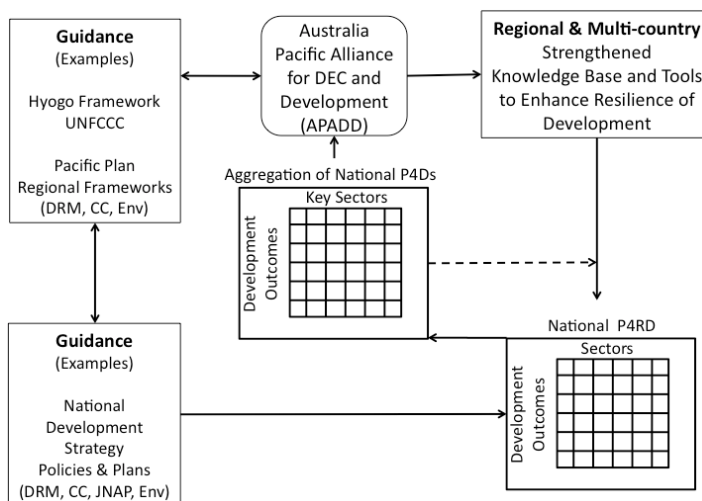 Guidance
(Examples)
Hyogo Framework
UNFCCC
Pacific Plan
Regional Frameworks
(DRM, CC, Env)
Australia
Pacific Alliance
for DEC and
Development
(APADD)
Regional & Multi-country
Strengthened
Knowledge Base and Tools
to Enhance Resilience of
Development
Aggregation of National P4Ds
Key Sectors
Development
Outcomes
National P4RD
Sectors
Development
Outcomes
Guidance
(Examples)
National
Development
Strategy
Policies & Plans
(DRM, CC, JNAP, Env)